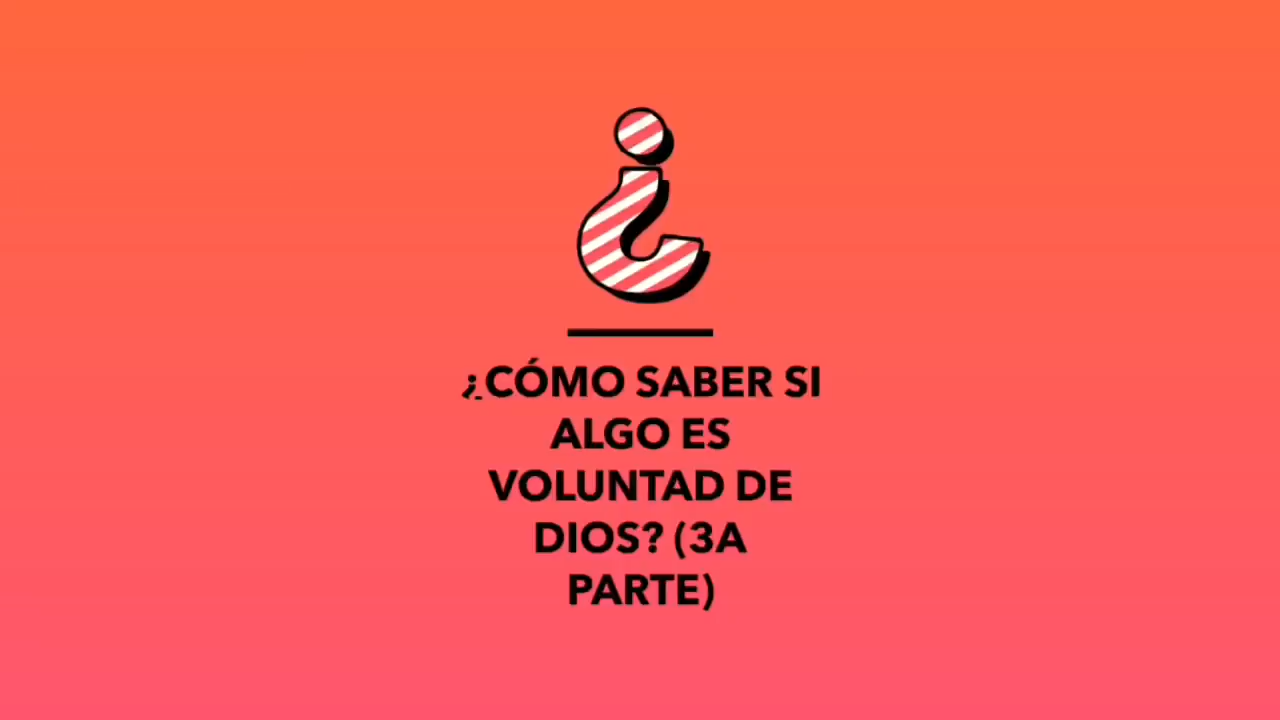 ¿
¿CÓMO SABER SI
ALGO ES
VOLUNTAD DE
DIOS? (3A
PARTE)